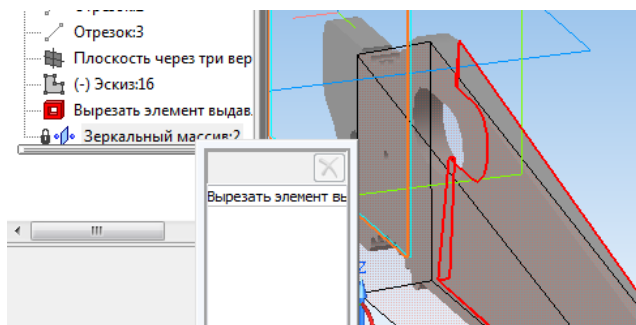 Отрезок:3
Плоскость через три вер
(-) Эскиз:16
Вырезать элемент выдав
Зеркальный массив:2
Вырезать элемент вы
Z